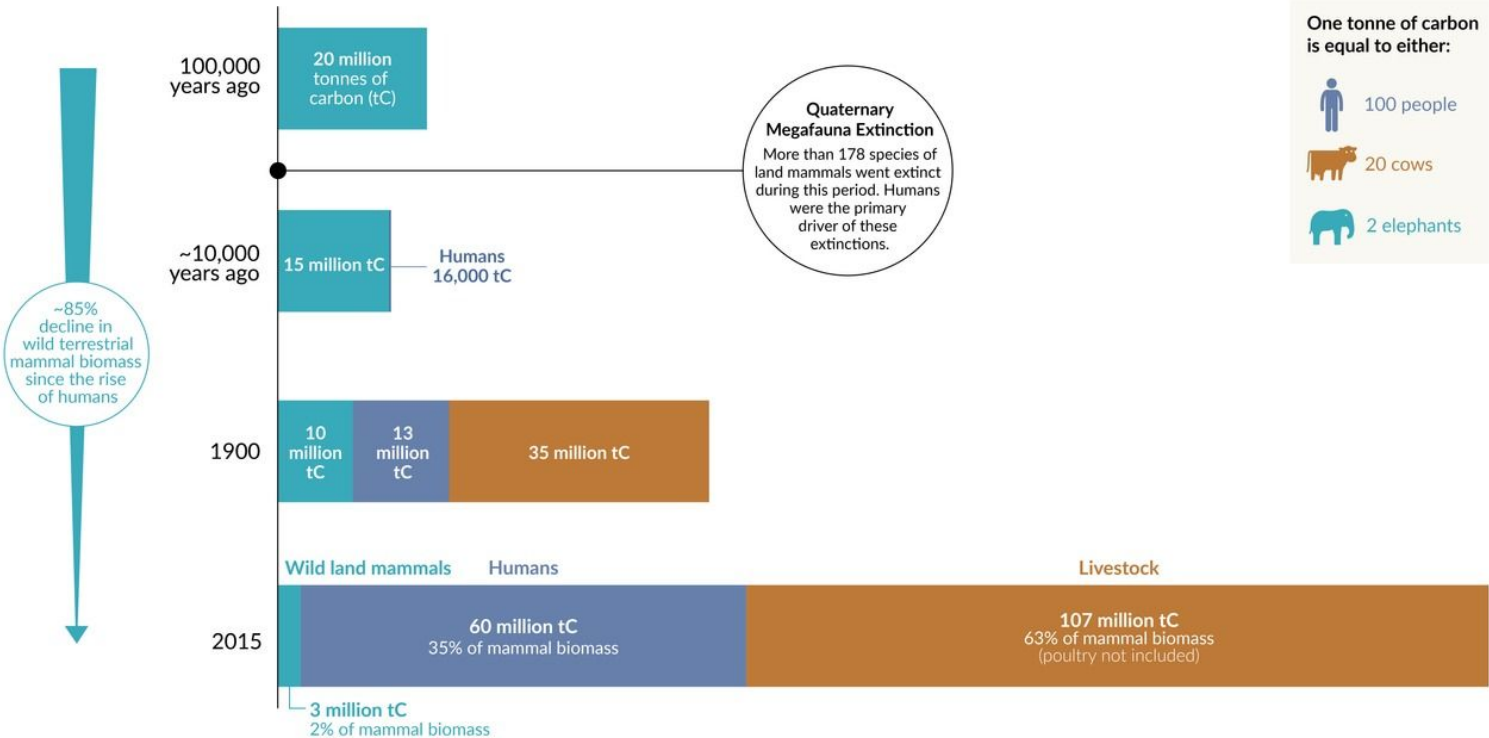 100,000
years ago
20 million
tonnes of
carbon (tC)
Quaternary
Megafauna Extinction
More than 178 species of
land mammals went extinct
during this period. Humans
were the primary
driver of these
extinctions.
One tonne of carbon
is equal to either:
100 people
20 cows
2 elephants
~10,000
years ago
15 million tC
Humans
16,000 tC
~85%
decline in
wild terrestrial
mammal biomass
since the rise
of humans
1900
10
million
tC
13
million
tC
35 million tC
Wild land mammals
Humans
Livestock
2015
60 million tC
35% of mammal biomass
107 million tC
63% of mammal biomass
(poultry not included)
3 million tC
2% of mammal biomass